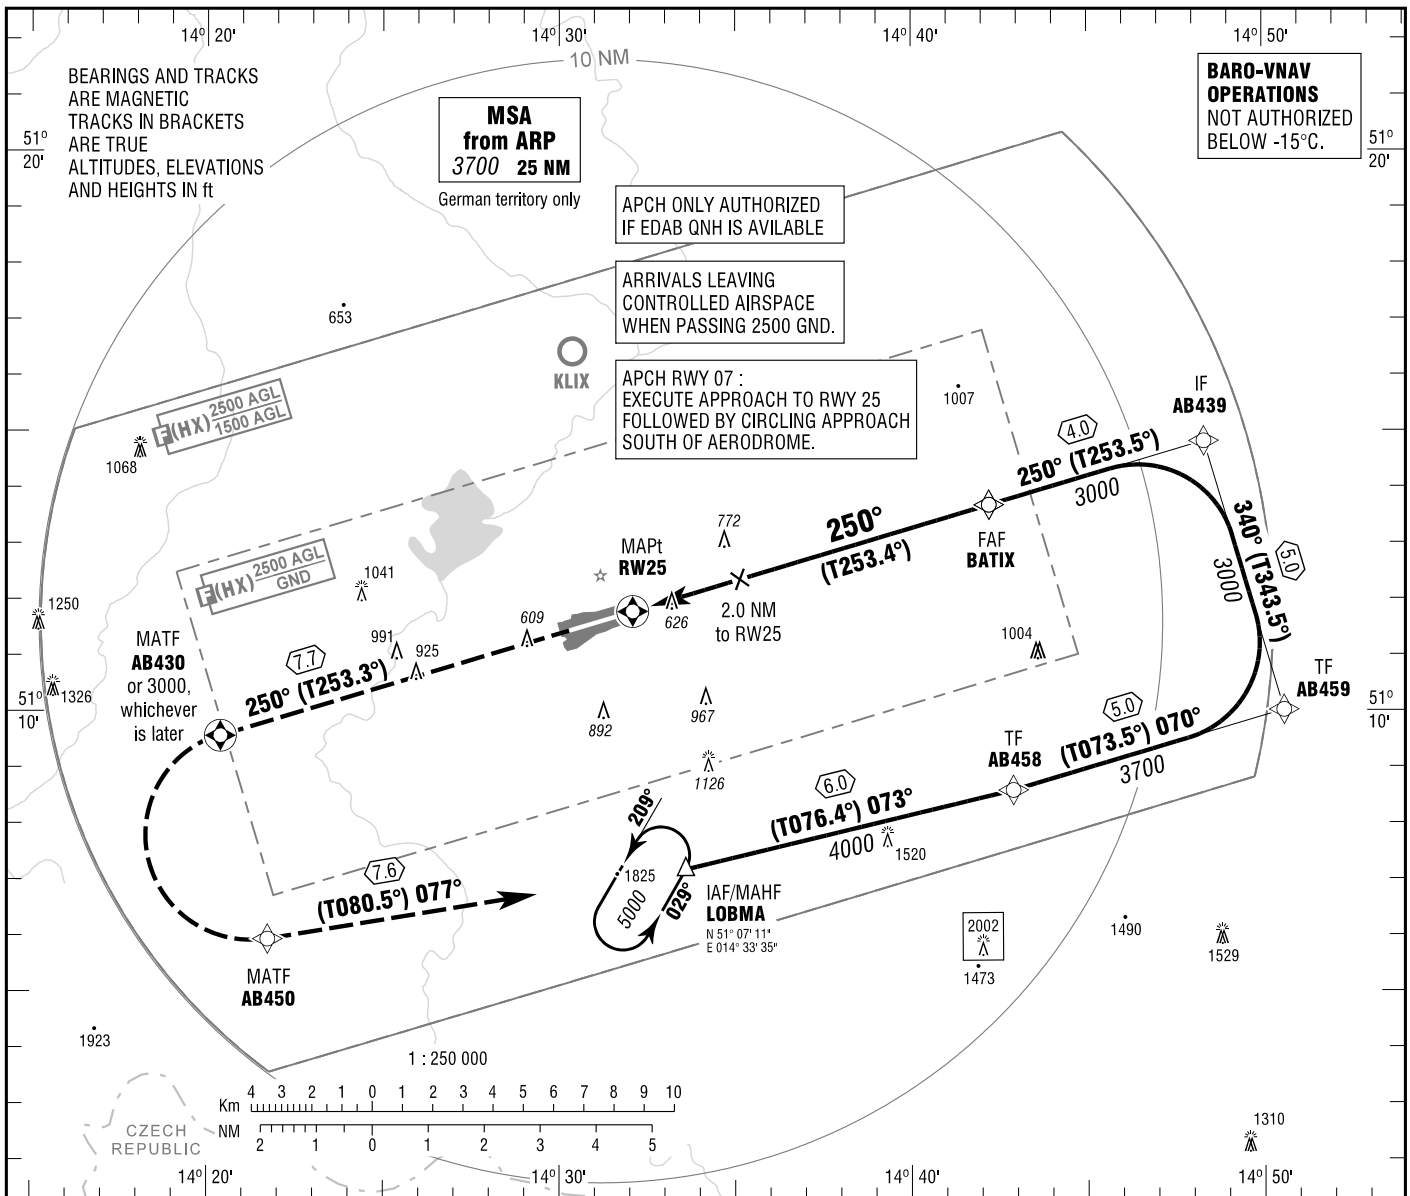 14° 20'
14° 30'
14° 40'
14° 50'
10 NM
BEARINGS AND TRACKS
ARE MAGNETIC
TRACKS IN BRACKETS
ARE TRUE
ALTITUDES, ELEVATIONS
AND HEIGHTS IN ft
MSA
from ARP
3700 25 NM
German territory only
BARO-VNAV
OPERATIONS
NOT AUTHORIZED
BELOW -15°C.
51°
20'
51°
20'
APCH ONLY AUTHORIZED
IF EDAB QNH IS AVILABLE
ARRIVALS LEAVING
CONTROLLED AIRSPACE
WHEN PASSING 2500 GND.
APCH RWY 07 :
EXECUTE APPROACH TO RWY 25
FOLLOWED BY CIRCLING APPROACH
SOUTH OF AERODROME.
653
KLIX
F(HX) 2500 AGL
1500 AGL
1068
1007
IF
AB439
4.0
250° (T253.5°)
3000
772
250°
(T253.4°)
FAF
BATIX
340° (T343.5°)
5.0
3000
MAPt
RW25
F(HX) 2500 AGL
GND
1041
1250
609
626
2.0 NM
to RW25
1004
MATF
AB430
or 3000,
whichever
is later
991
925
7.7
250° (T253.3°)
1326
51°
10'
51°
10'
TF
AB459
892
967
5.0
(T073.5°) 070°
3700
TF
AB458
1126
6.0
(T076.4°) 073°
4000
1520
209°
1825
5000
029°
IAF/MAHF
LOBMA
N 51° 07' 11"
E 014° 33' 35"
7.6
(T080.5°) 077°
MATF
AB450
2002
1473
1490
1529
1923
1310
1 : 250 000
4 3 2 1 0 1 2 3 4 5 6 7 8 9 10
Km
NM
2 1 0 1 2 3 4 5
CZECH
REPUBLIC
14° 20'
14° 30'
14° 40'
14° 50'